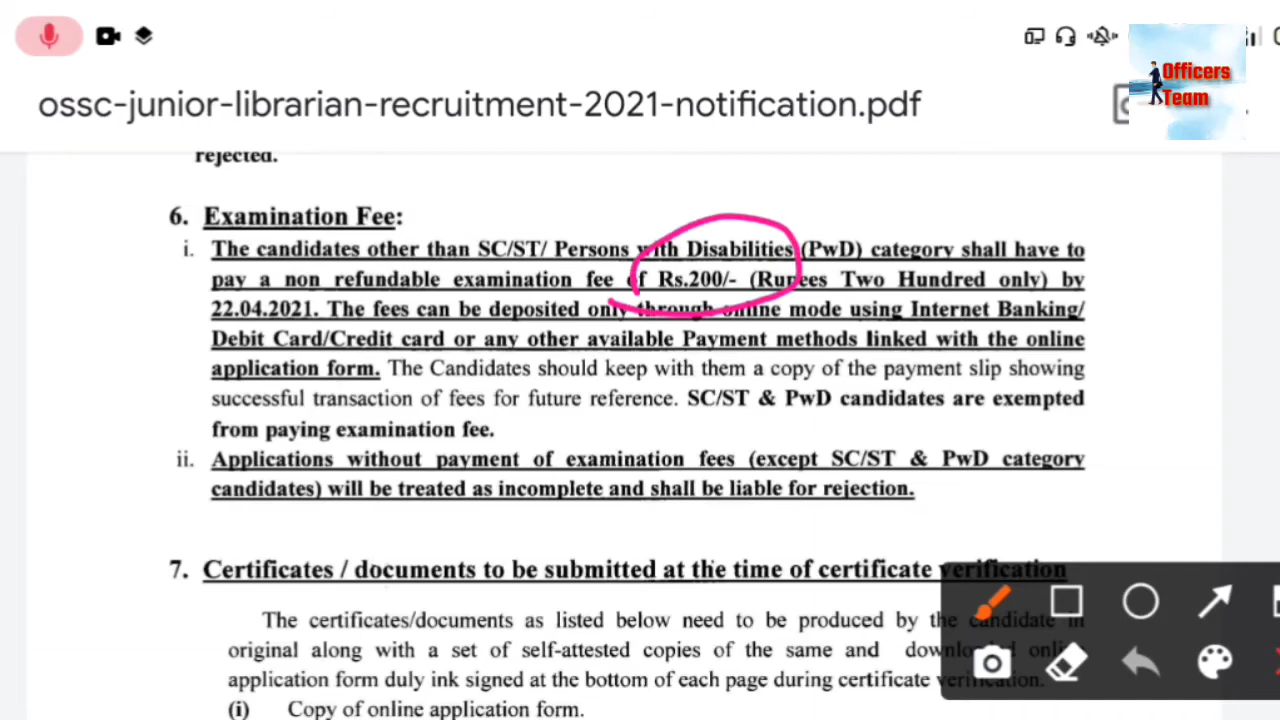 Officers
Team
ossc-junior-librarian-recruitment-2021-notification.pdf
rejected.
6. Examination Fee:
i. The candidates other than SC/ST/ Persons with Disabilities (PwD) category shall have to
pay a non refundable examination fee of Rs.200/- (Rupees Two Hundred only) by
22.04.2021. The fees can be deposited only through online mode using Internet Banking/
Debit Card/Credit card or any other available Payment methods linked with the online
application form. The Candidates should keep with them a copy of the payment slip showing
successful transaction of fees for future reference. SC/ST & PwD candidates are exempted
from paying examination fee.
ii. Applications without payment of examination fees (except SC/ST & PwD category
candidates) will be treated as incomplete and shall be liable for rejection.
7. Certificates / documents to be submitted at the time of certificate verification
The certificates/documents as listed below need to be produced by the candidate in
original along with a set of self-attested copies of the same and downloaded online
application form duly ink signed at the bottom of each page during certificate verification.
(i) Copy of online application form.